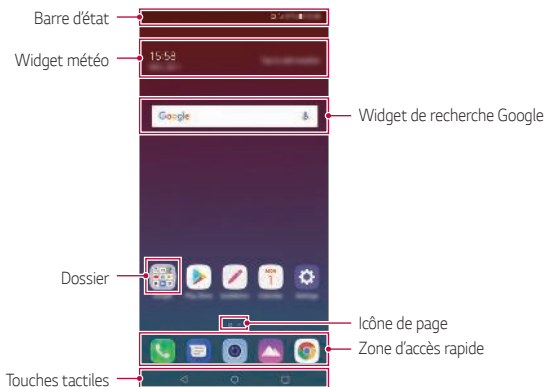 Barre d'état
Widget météo
15:53
Google
Widget de recherche Google
Dossier
Icône de page
Zone d'accès rapide
Touches tactiles